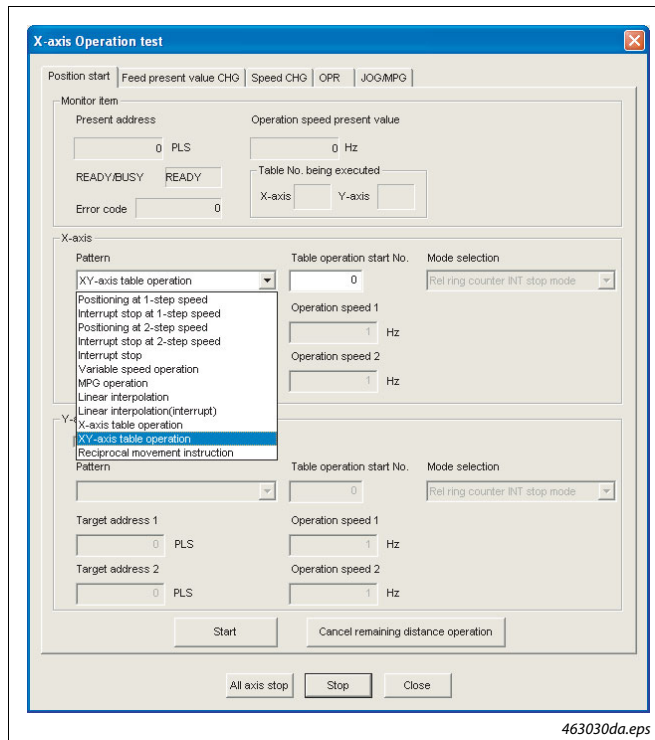 X-axis Operation test
Position start Feed present value CHG Speed CHG OPR JOG/MPG
Monitor item
Present address Operation speed present value
0 PLS 0 Hz
READY/BUSY READY Table No. being executed
X-axis Y-axis
Error code 0
X-axis
Pattern Table operation start No. Mode selection
XY-axis table operation 0 Rel ring counter INT stop mode
Positioning at 1-step speed
Interrupt stop at 1-step speed
Positioning at 2-step speed
Interrupt stop at 2-step speed
Interrupt stop
Variable speed operation
MPG operation
Linear interpolation
Linear interpolation(interrupt)
X-axis table operation
XY-axis table operation
Reciprocal movement instruction
Operation speed 1
1 Hz
Operation speed 2
1 Hz
Pattern Table operation start No. Mode selection
0 Rel ring counter INT stop mode
Target address 1 Operation speed 1
0 PLS 1 Hz
Target address 2 Operation speed 2
0 PLS 1 Hz
Start Cancel remaining distance operation
All axis stop Stop Close
463030da.eps